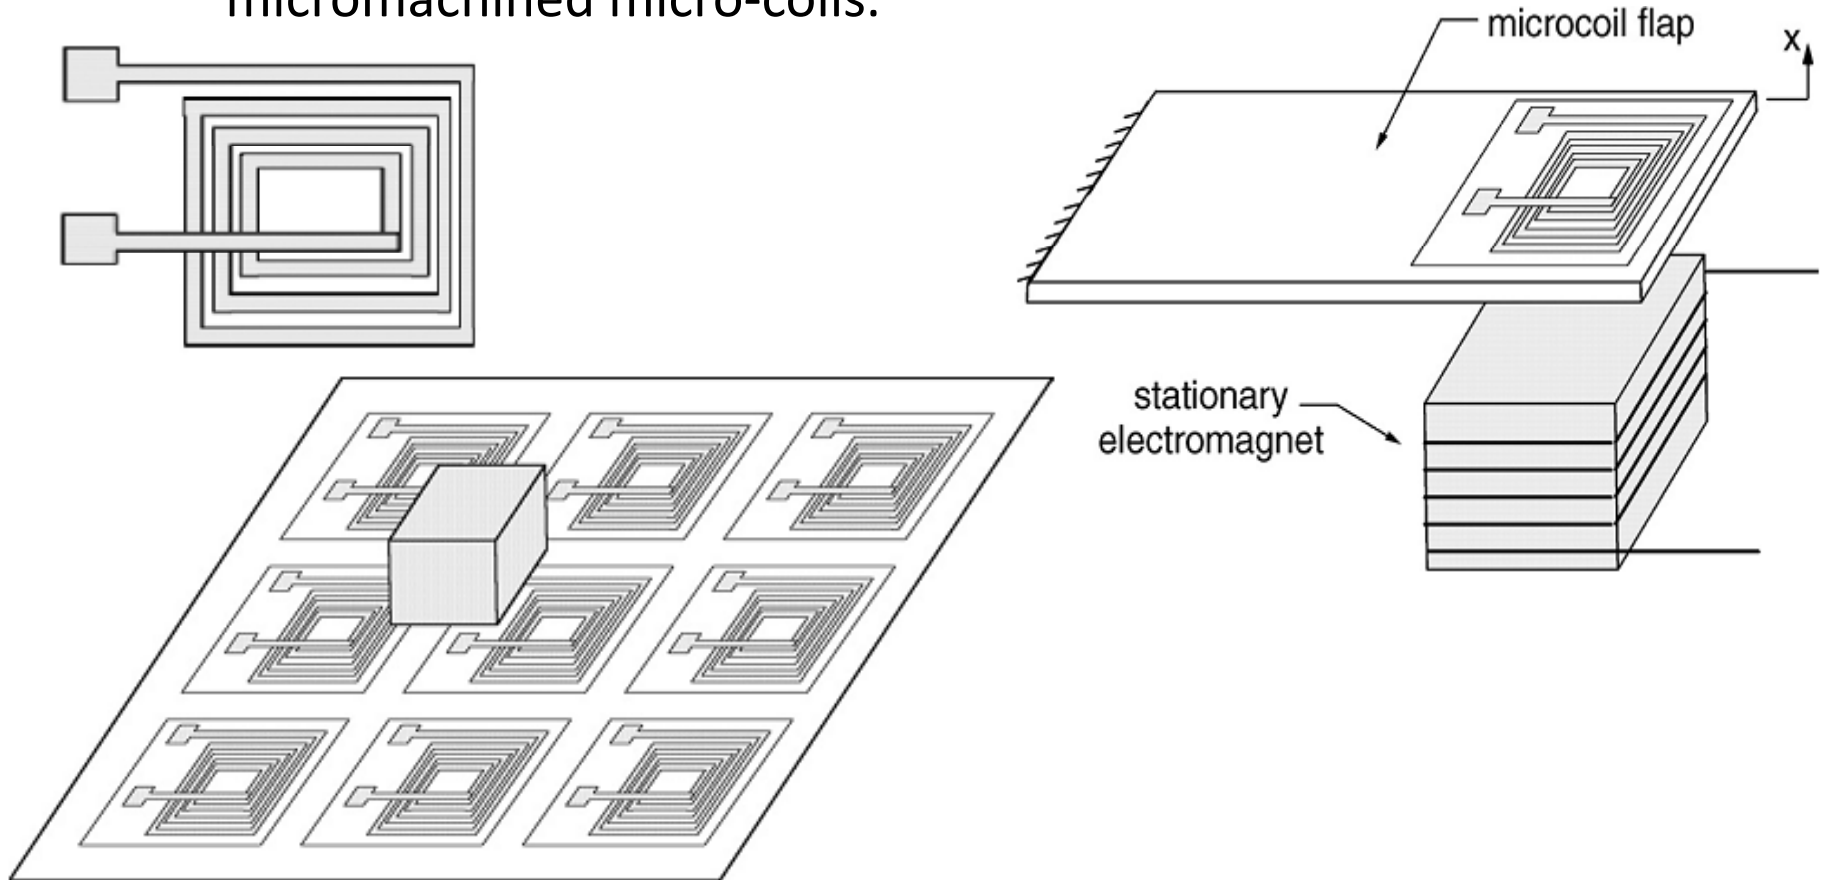 micromachined micro-coils.
microcoil flap
x
stationary
electromagnet